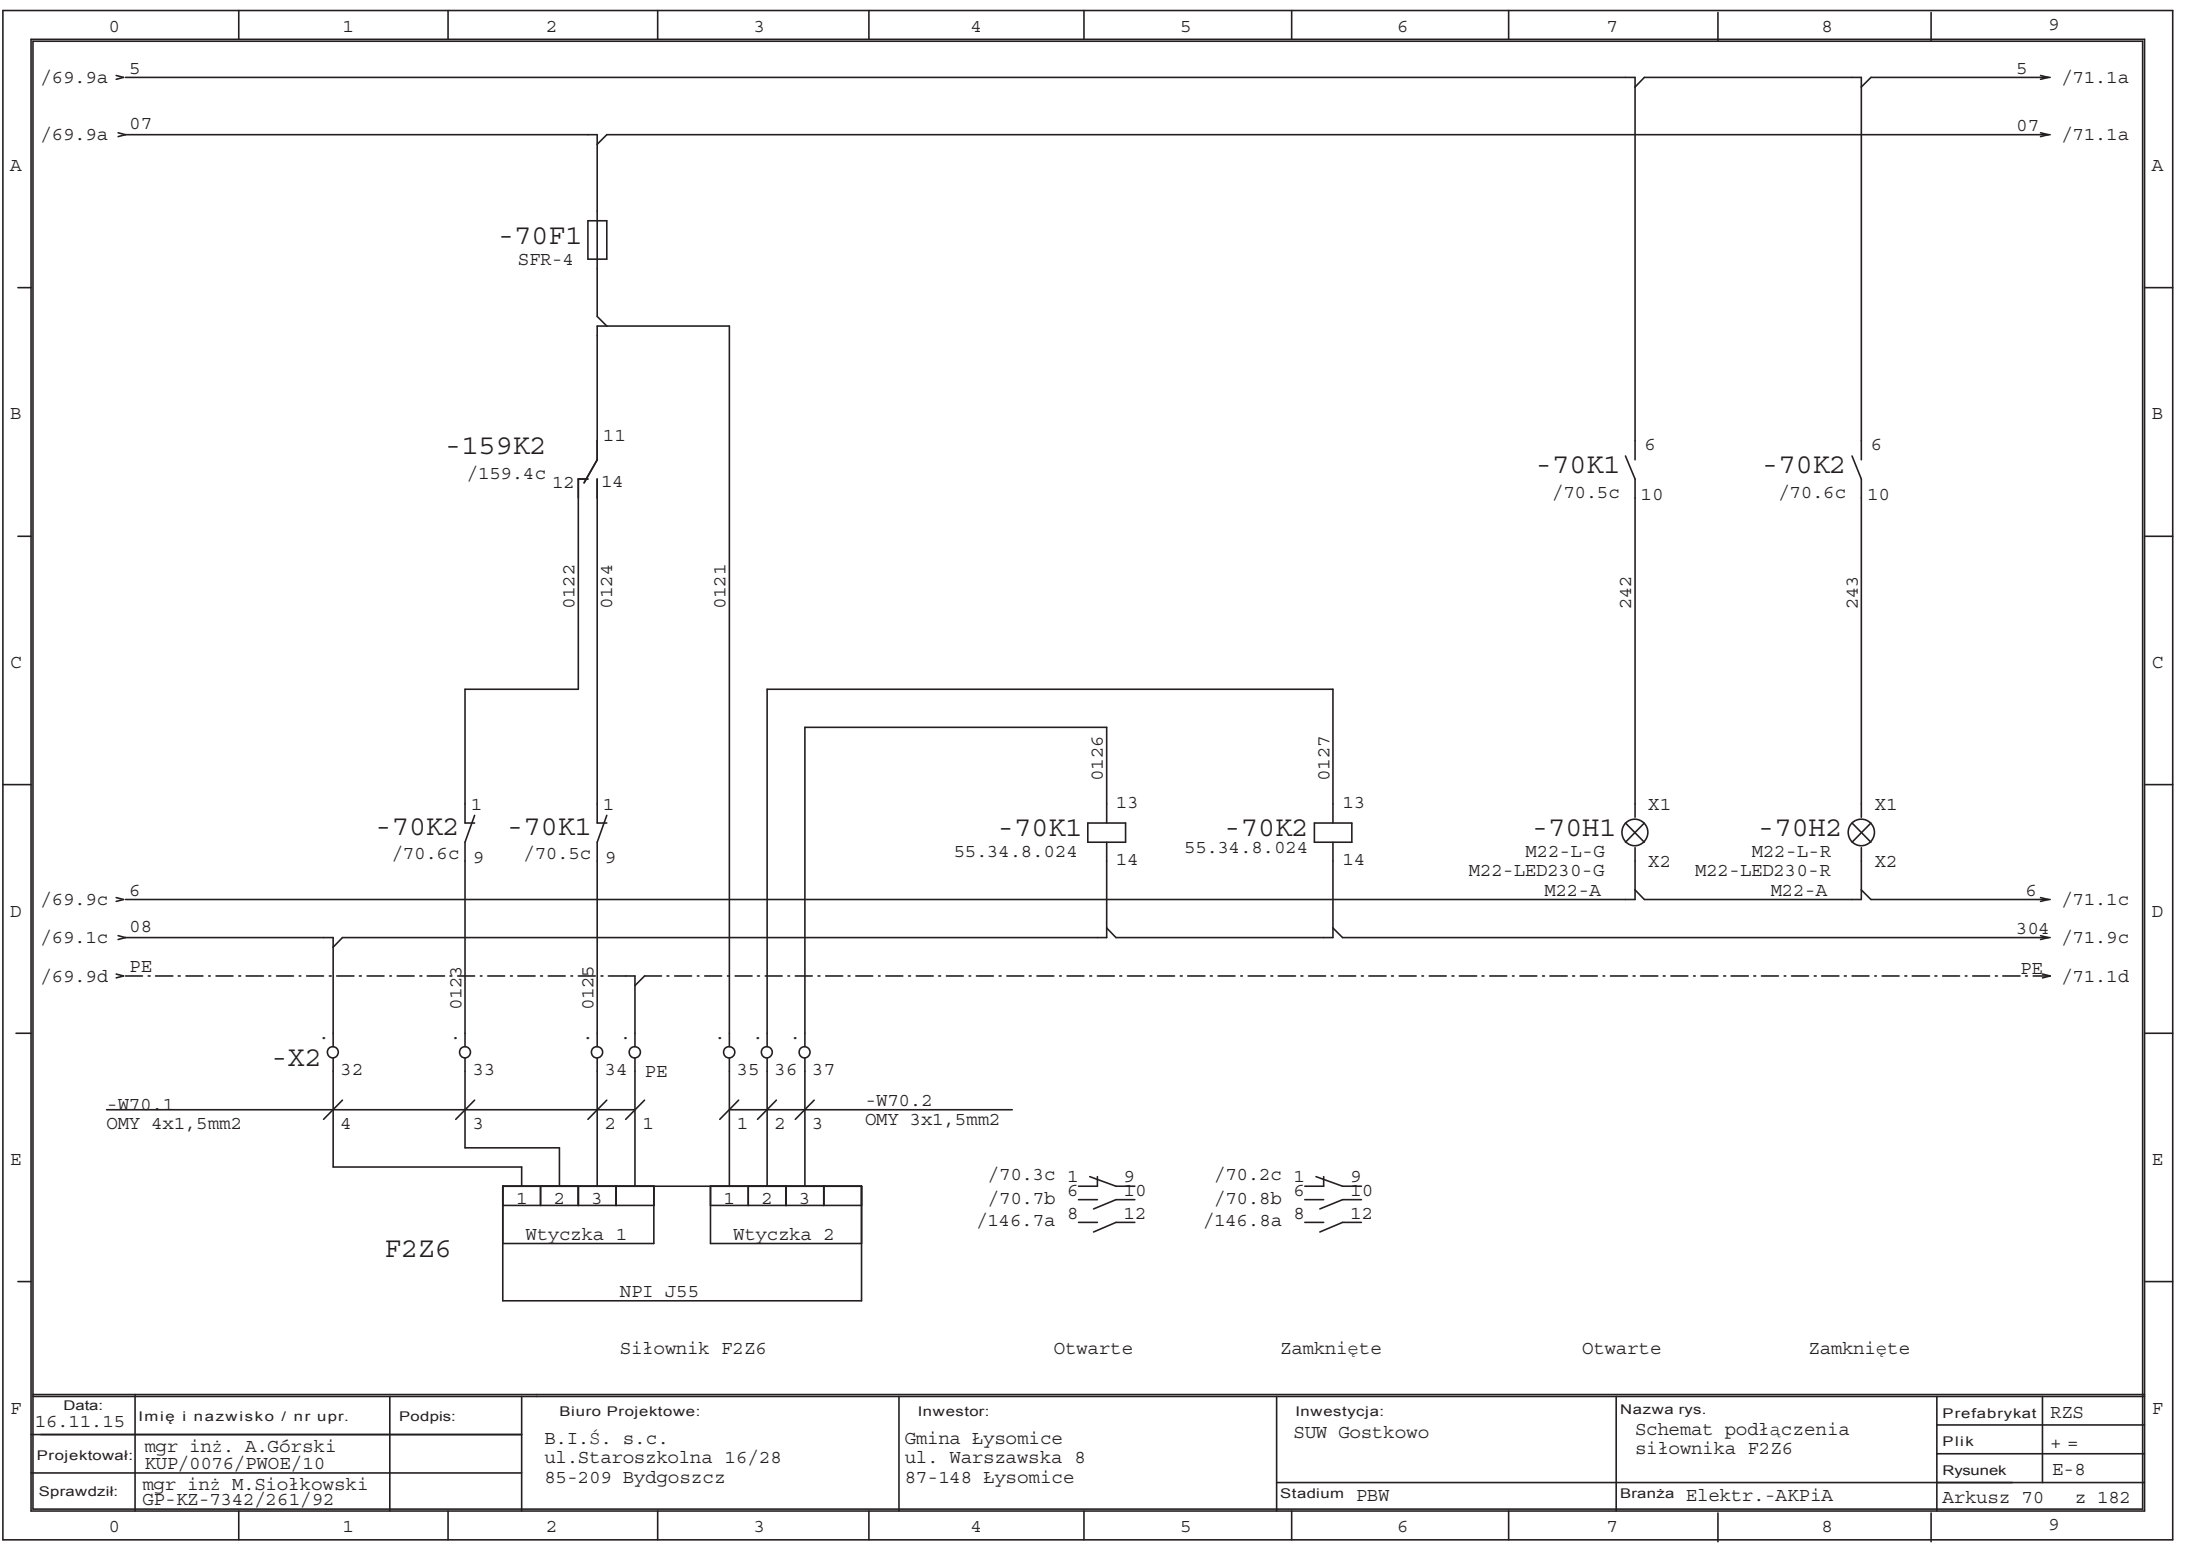 0 1 2 3 4 5 6 7 8 9
/69.9a 5 5 /71.1a
/69.9a 07 07 /71.1a
A A
-70F1
SFR-4
B B
-159K2 11
/159.4c 12 14
-70K1 6
/70.5c 10
-70K2 6
/70.6c 10
0122 0124 0121 242 243
C C
0126 0127
-70K2 1
/70.6c 9
-70K1 1
/70.5c 9
-70K1 13
55.34.8.024 14
-70K2 13
55.34.8.024 14
-70H1 X1
M22-L-G X2
M22-LED230-G
M22-A
-70H2 X1
M22-L-R X2
M22-LED230-R
M22-A
/69.9c 6 6 /71.1c
D D
/69.1c 08 304 /71.9c
/69.9d PE PE /71.1d
0123 0125
-X2 32 33 34 PE 35 36 37
-W70.1
OMY 4x1,5mm2
4 3 2 1 1 2 3
-W70.2
OMY 3x1,5mm2
E E
/70.3c 1 9
/70.7b 6 10
/146.7a 8 12
/70.2c 1 9
/70.8b 6 10
/146.8a 8 12
1 2 3 1 2 3
Wtyczka 1 Wtyczka 2
F2Z6
NPI J55
Siłownik F2Z6 Otwarte Zamknięte Otwarte Zamknięte
F F
Data:
16.11.15
Imię i nazwisko / nr upr.
Podpis:
Projektował:
mgr inż. A.Górski
KUP/0076/PWOE/10
Sprawdził:
mgr inż M.Siołkowski
GP-KZ-7342/261/92
Biuro Projektowe:
B.I.Ś. s.c.
ul.Staroszkolna 16/28
85-209 Bydgoszcz
Inwestor:
Gmina Łysomice
ul. Warszawska 8
87-148 Łysomice
Inwestycja:
SUW Gostkowo
Stadium PBW
Nazwa rys.
Schemat podłączenia
siłownika F2Z6
Branża Elektr.-AKPiA
Prefabrykat RZS
Plik + =
Rysunek E-8
Arkusz 70 z 182
0 1 2 3 4 5 6 7 8 9